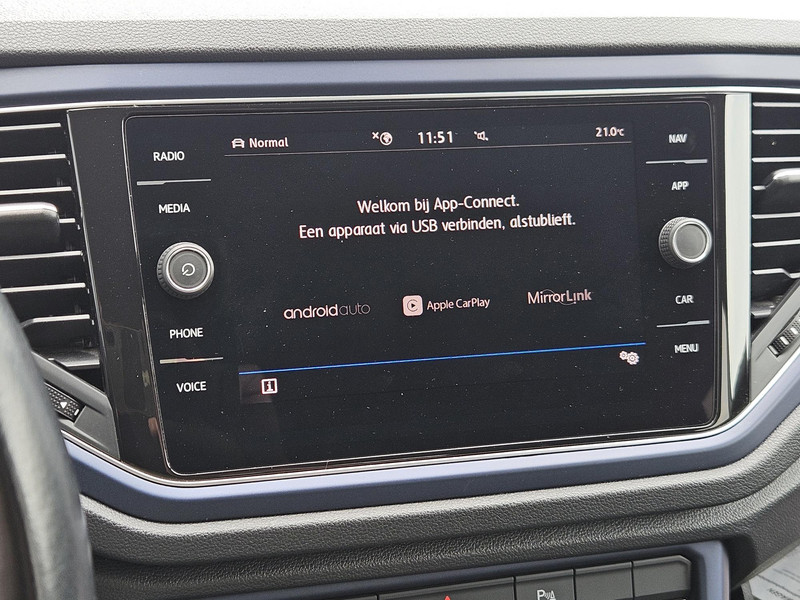 Normal 11:51 21.0°C
RADIO
MEDIA
PHONE
VOICE
Welkom bij App-Connect.
Een apparaat via USB verbinden, alstublieft.
androidauto Apple CarPlay MirrorLink
NAV
APP
CAR
MENU
P